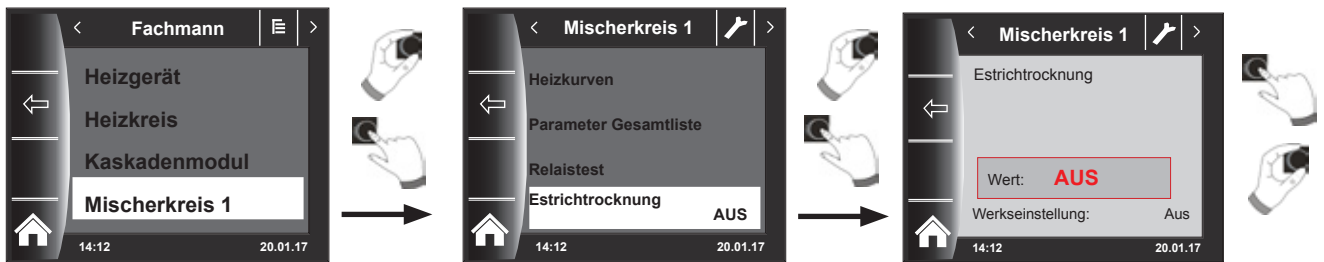 Fachmann
Heizgerät
Heizkreis
Kaskadenmodul
Mischerkreis 1
14:12 20.01.17
Mischerkreis 1
Heizkurven
Parameter Gesamtliste
Relaistest
Estrichtrocknung
AUS
14:12 20.01.17
Mischerkreis 1
Estrichtrocknung
Wert: AUS
Werkseinstellung: Aus
14:12 20.01.17